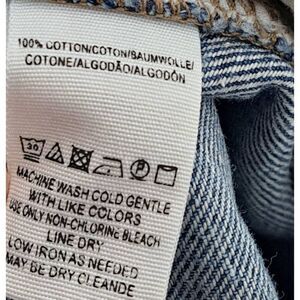 100% COTTON/COTON/BAUMWOLLE/
COTONE/ALGODÃO/ALGODÓN
30 P
MACHINE WASH COLD GENTLE
WITH LIKE COLORS
USE ONLY NON-CHLORINE BLEACH
LINE DRY
LOW IRON AS NEEDED
MAY BE DRY CLEANDE